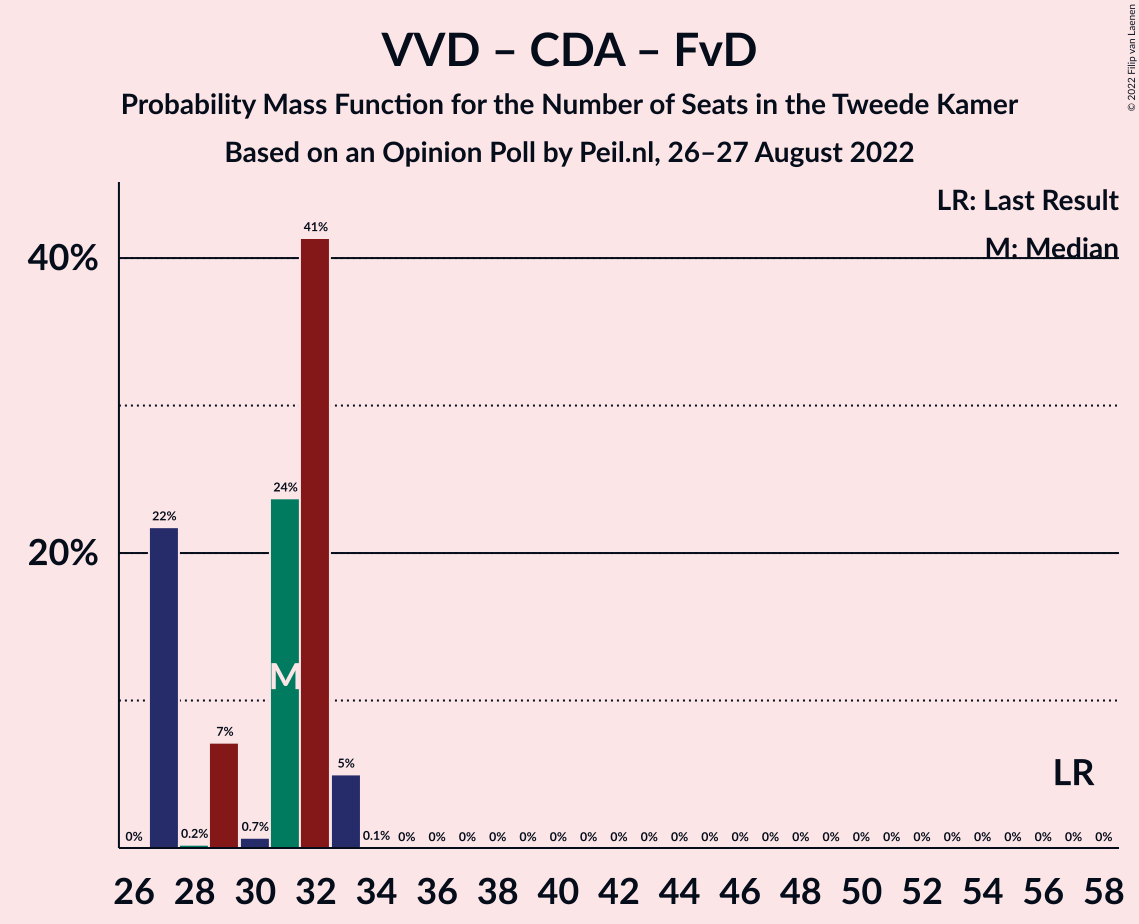 VVD – CDA – FvD
Probability Mass Function for the Number of Seats in the Tweede Kamer
Based on an Opinion Poll by Peil.nl, 26–27 August 2022
© 2022 Filip van Laenen
LR: Last Result
M: Median
40%
20%
0% 22% 0.2% 7% 0.7% 24% 41% 5% 0.1% 0% 0% 0% 0% 0% 0% 0% 0% 0% 0% 0% 0% 0% 0% 0% 0% 0% 0% 0% 0% 0% 0% 0% 0%
M
LR
26 28 30 32 34 36 38 40 42 44 46 48 50 52 54 56 58